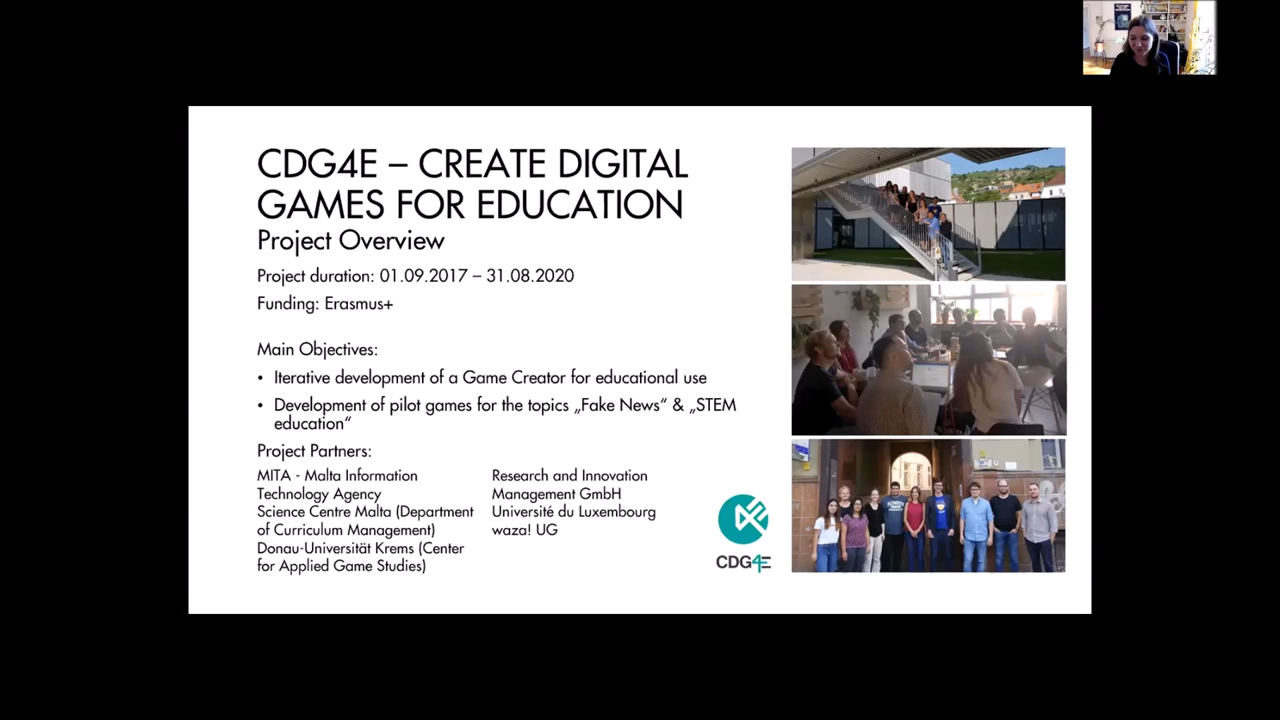 CDG4E – CREATE DIGITAL
GAMES FOR EDUCATION
Project Overview
Project duration: 01.09.2017 – 31.08.2020
Funding: Erasmus+
Main Objectives:
• Iterative development of a Game Creator for educational use
• Development of pilot games for the topics „Fake News“ & „STEM
education“
Project Partners:
MITA - Malta Information
Technology Agency
Science Centre Malta (Department
of Curriculum Management)
Donau-Universität Krems (Center
for Applied Game Studies)
Research and Innovation
Management GmbH
Université du Luxembourg
waza! UG
CDG4E